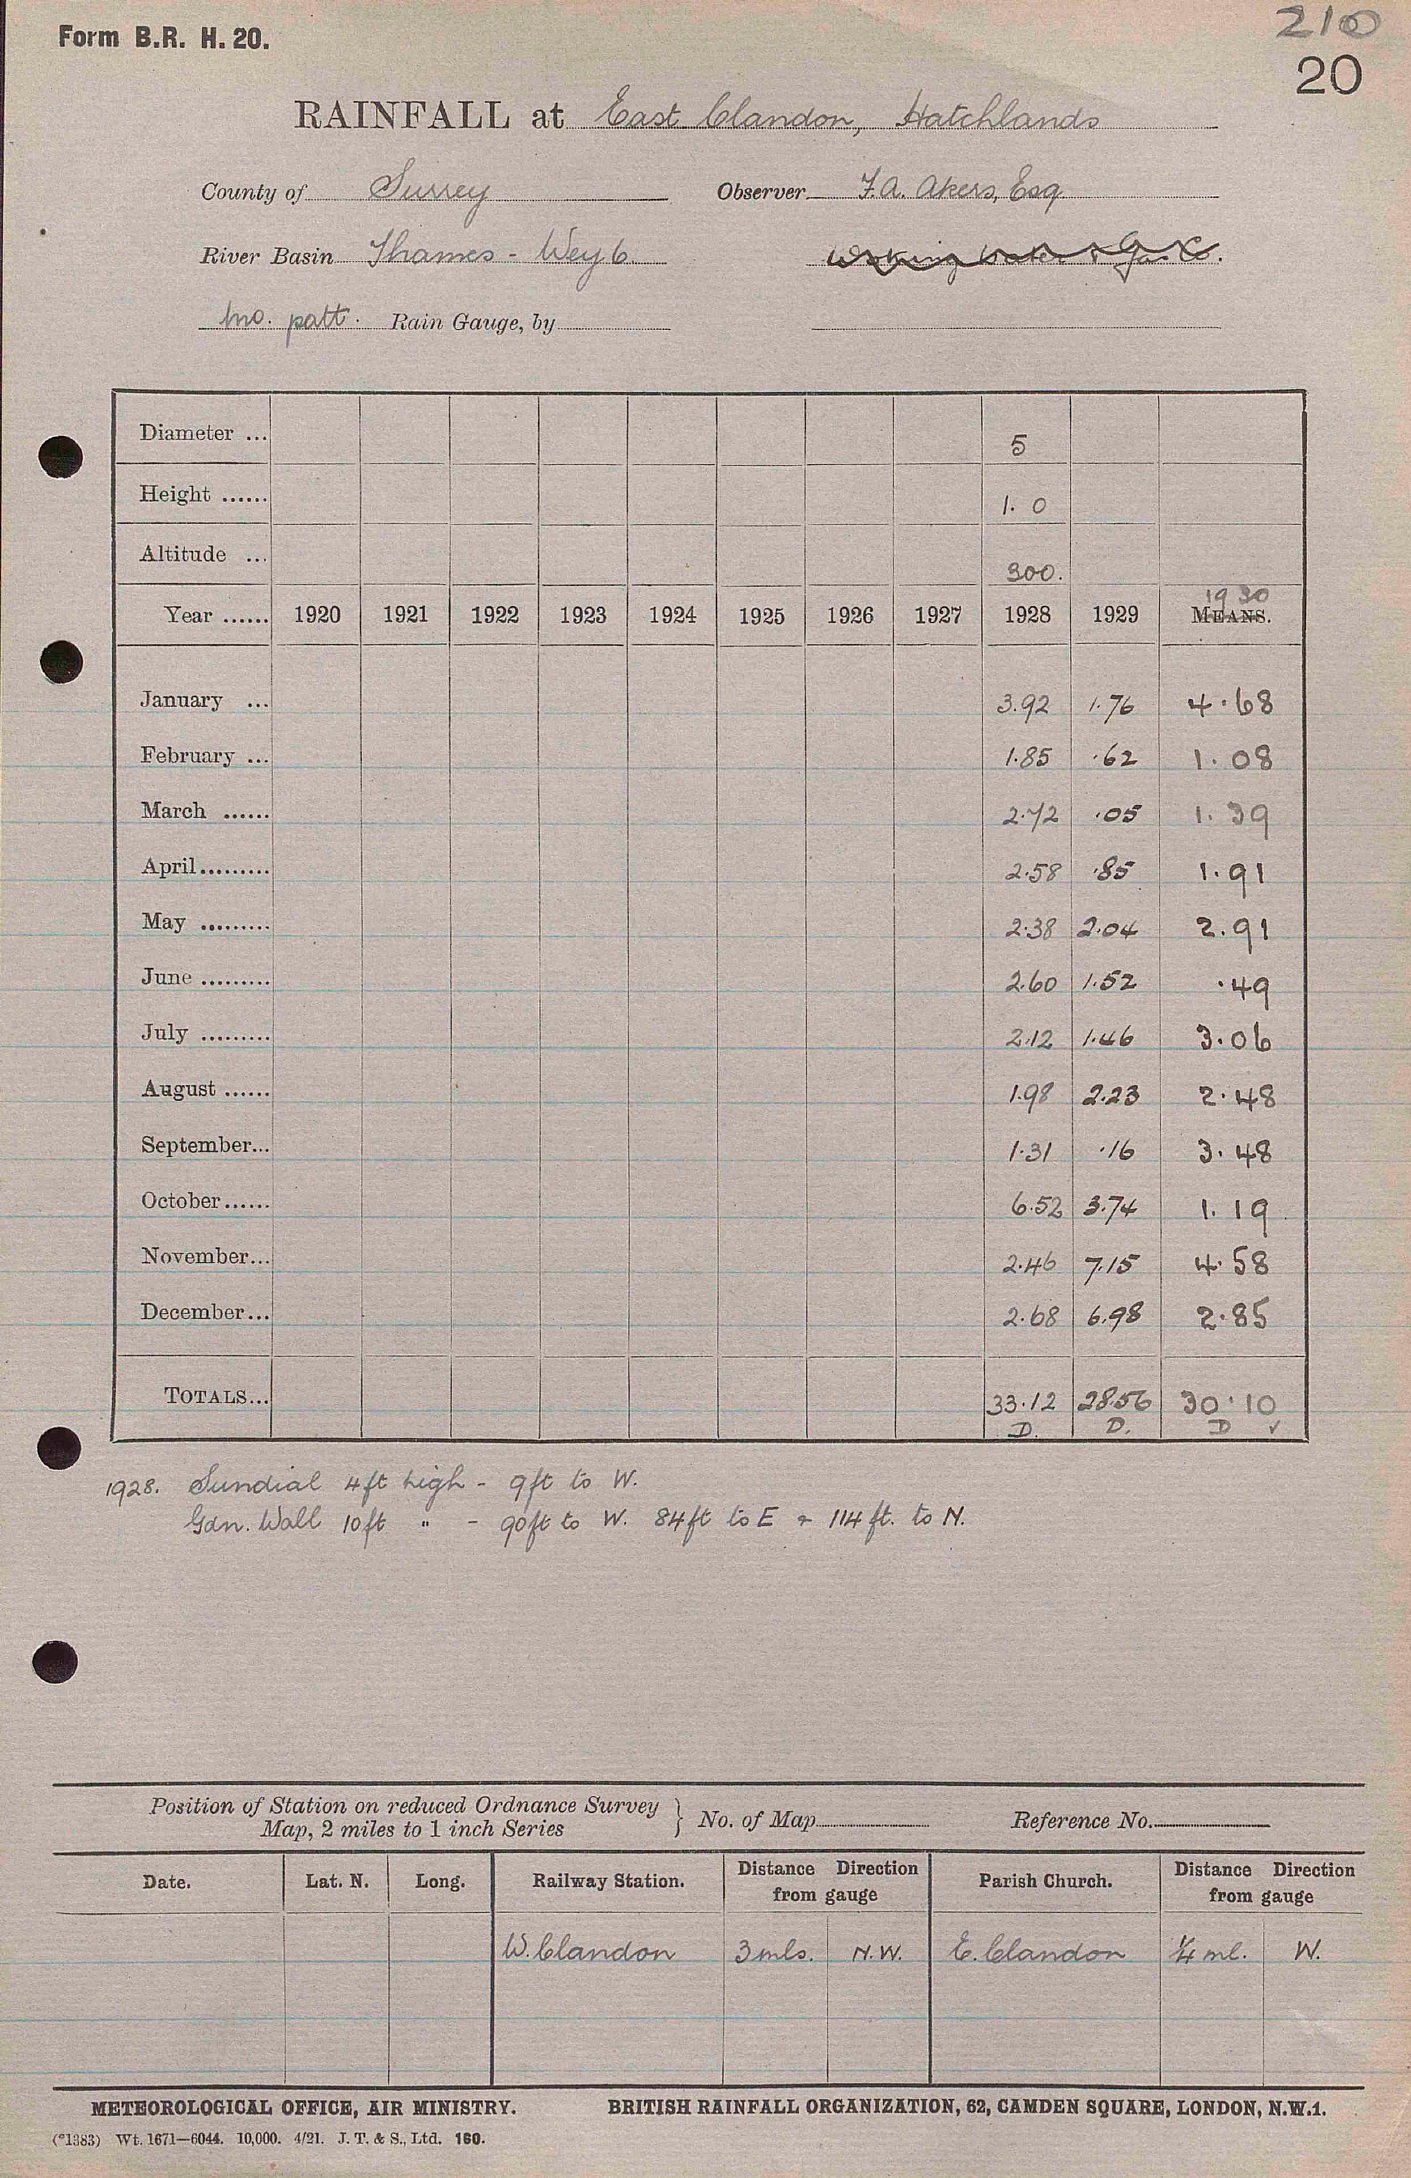 210
Form B.R. H. 20.
20
RAINFALL at East Clandon, Hatchlands
County of Surrey Observer F.A. Akers, Esq
River Basin Thames - Wey 6. Woking Water & Gas Co.
Mo. patt. Rain Gauge, by
Diameter ... 5
Height ...... 1. 0
Altitude ... 300.
1930
Year ...... 1920 1921 1922 1923 1924 1925 1926 1927 1928 1929 MEANS.
January ... 3.92 1.76 4.68
February ... 1.85 .62 1.08
March ...... 2.72 .05 1.39
April ......... 2.58 .85 1.91
May ......... 2.38 2.04 2.91
June ......... 2.60 1.52 .49
July ......... 2.12 1.46 3.06
August ...... 1.98 2.23 2.48
September... 1.31 .16 3.48
October ...... 6.52 3.74 1.19
November... 2.46 7.15 4.58
December... 2.68 6.98 2.85
TOTALS... 33.12 28.56 30.10
D. D. D ✓
1928. Sundial 4ft high - 9ft to W.
Gdn. Wall 10ft " - 90ft to W. 84ft to E & 114 ft. to N.
Position of Station on reduced Ordnance Survey
Map, 2 miles to 1 inch Series } No. of Map Reference No.
Date. Lat. N. Long. Railway Station. Distance Direction from gauge Parish Church. Distance Direction from gauge
W. Clandon 3 mls. N.W. E. Clandon ¼ ml. W.
METEOROLOGICAL OFFICE, AIR MINISTRY. BRITISH RAINFALL ORGANIZATION, 62, CAMDEN SQUARE, LONDON, N.W.1.
(*1383) Wt. 1671—6044. 10,000. 4/21. J. T. & S., Ltd. 160.